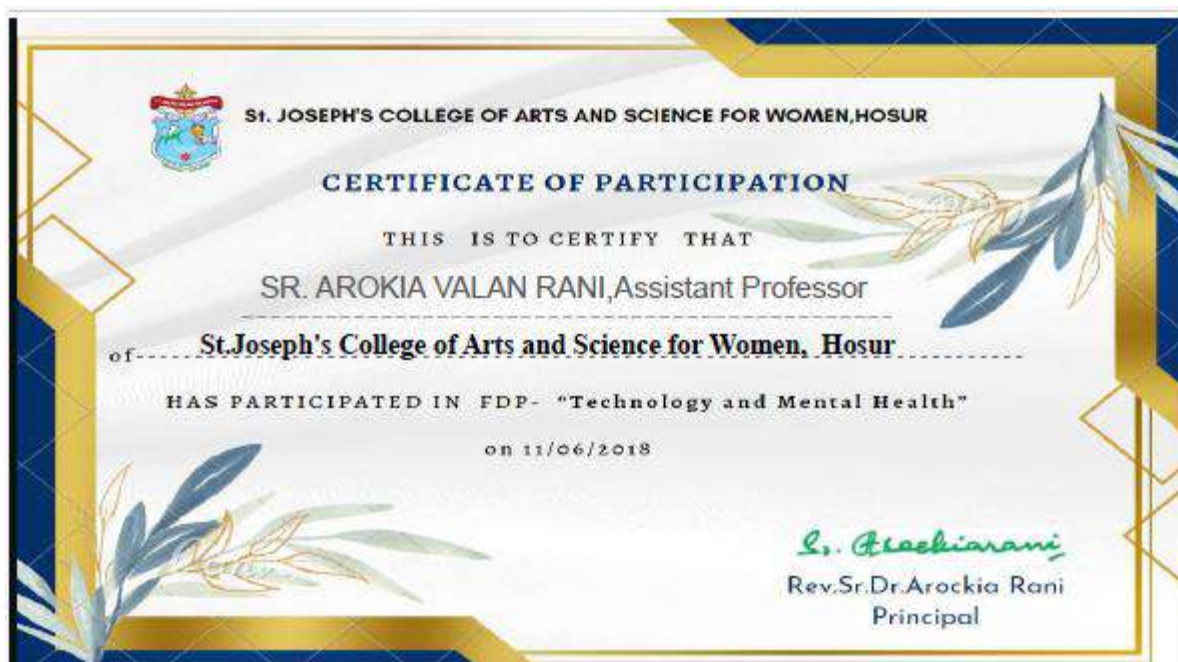 St. JOSEPH'S COLLEGE OF ARTS AND SCIENCE FOR WOMEN,HOSUR
CERTIFICATE OF PARTICIPATION
THIS IS TO CERTIFY THAT
SR. AROKIA VALAN RANI,Assistant Professor
of St.Joseph's College of Arts and Science for Women, Hosur
HAS PARTICIPATED IN FDP- "Technology and Mental Health"
on 11/06/2018
Rev.Sr.Dr.Arockia Rani
Principal